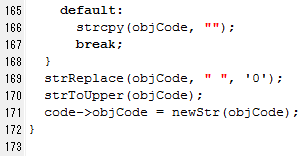 165 default:
166 strcpy(objCode, "");
167 break;
168 }
169 strReplace(objCode, " ", '0');
170 strToUpper(objCode);
171 code->objCode = newStr(objCode);
172 }
173